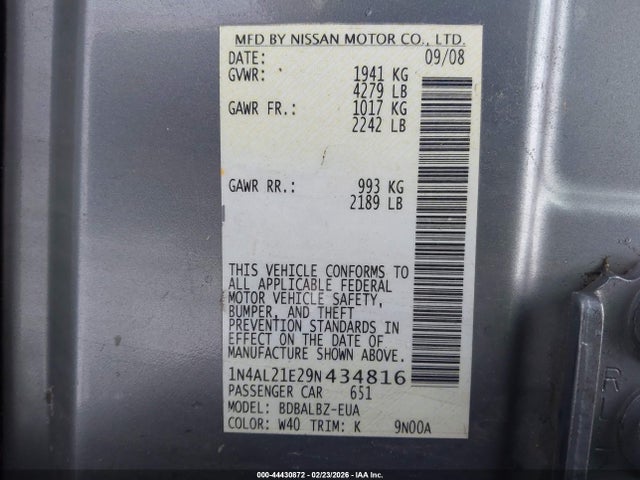 MFD BY NISSAN MOTOR CO., LTD.
DATE: 09/08
GVWR: 1941 KG
4279 LB
GAWR FR.: 1017 KG
2242 LB
GAWR RR.: 993 KG
2189 LB
THIS VEHICLE CONFORMS TO
ALL APPLICABLE FEDERAL
MOTOR VEHICLE SAFETY,
BUMPER, AND THEFT
PREVENTION STANDARDS IN
EFFECT ON THE DATE OF
MANUFACTURE SHOWN ABOVE.
1N4AL21E29N434816
PASSENGER CAR 651
MODEL: BDBALBZ-EUA
COLOR: W40 TRIM: K 9N00A
000-44430872 - 02/23/2026 - IAA Inc.